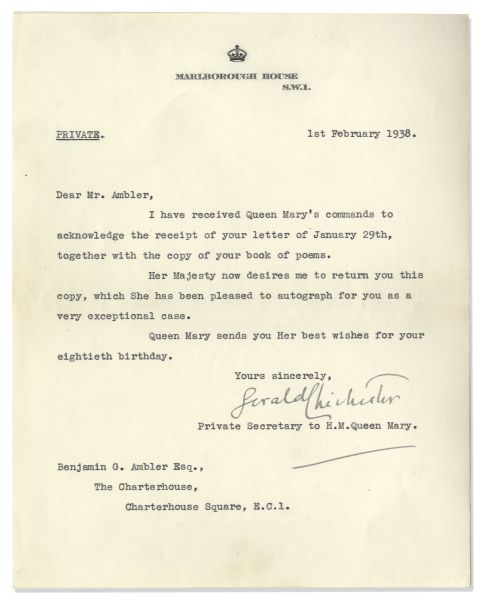 MARLBOROUGH HOUSE
S.W.1.
PRIVATE.
1st February 1938.
Dear Mr. Ambler,
I have received Queen Mary's commands to
acknowledge the receipt of your letter of January 29th,
together with the copy of your book of poems.
Her Majesty now desires me to return you this
copy, which She has been pleased to autograph for you as a
very exceptional case.
Queen Mary sends you Her best wishes for your
eightieth birthday.
Yours sincerely,
Gerald Chichester
Private Secretary to H.M.Queen Mary.
Benjamin G. Ambler Esq.,
The Charterhouse,
Charterhouse Square, E.C.1.